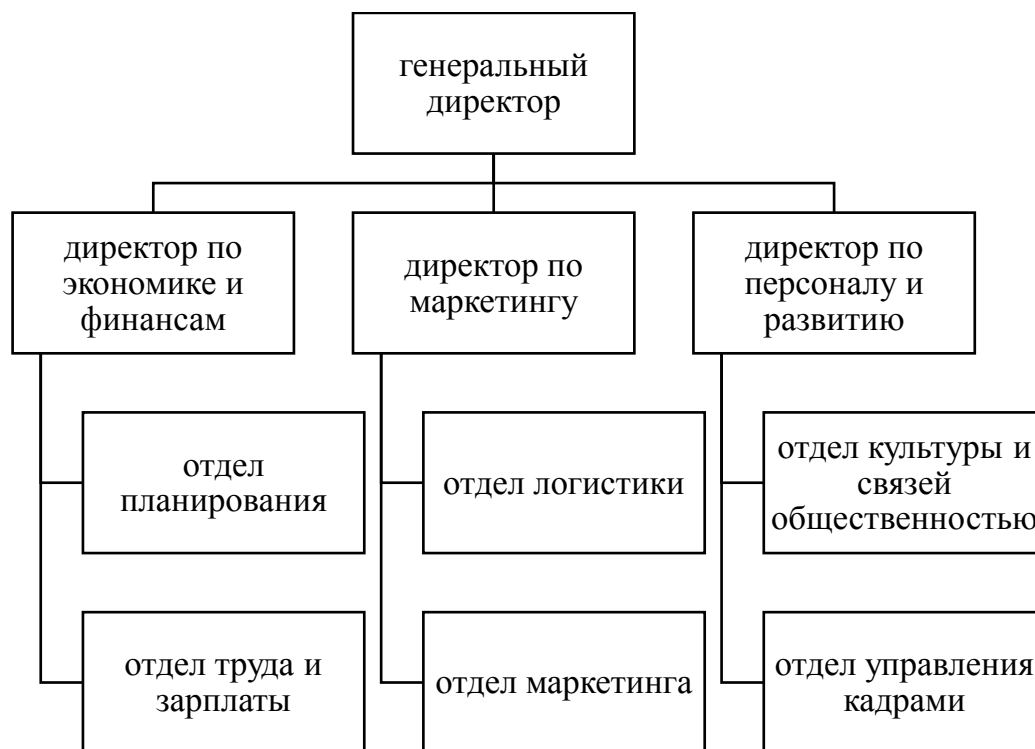 генеральный
директор
директор по
экономике и
финансам
директор по
маркетингу
директор по
персоналу и
развитию
отдел
планирования
отдел логистики
отдел культуры и
связей
общественностью
отдел труда и
зарплаты
отдел маркетинга
отдел управления
кадрами